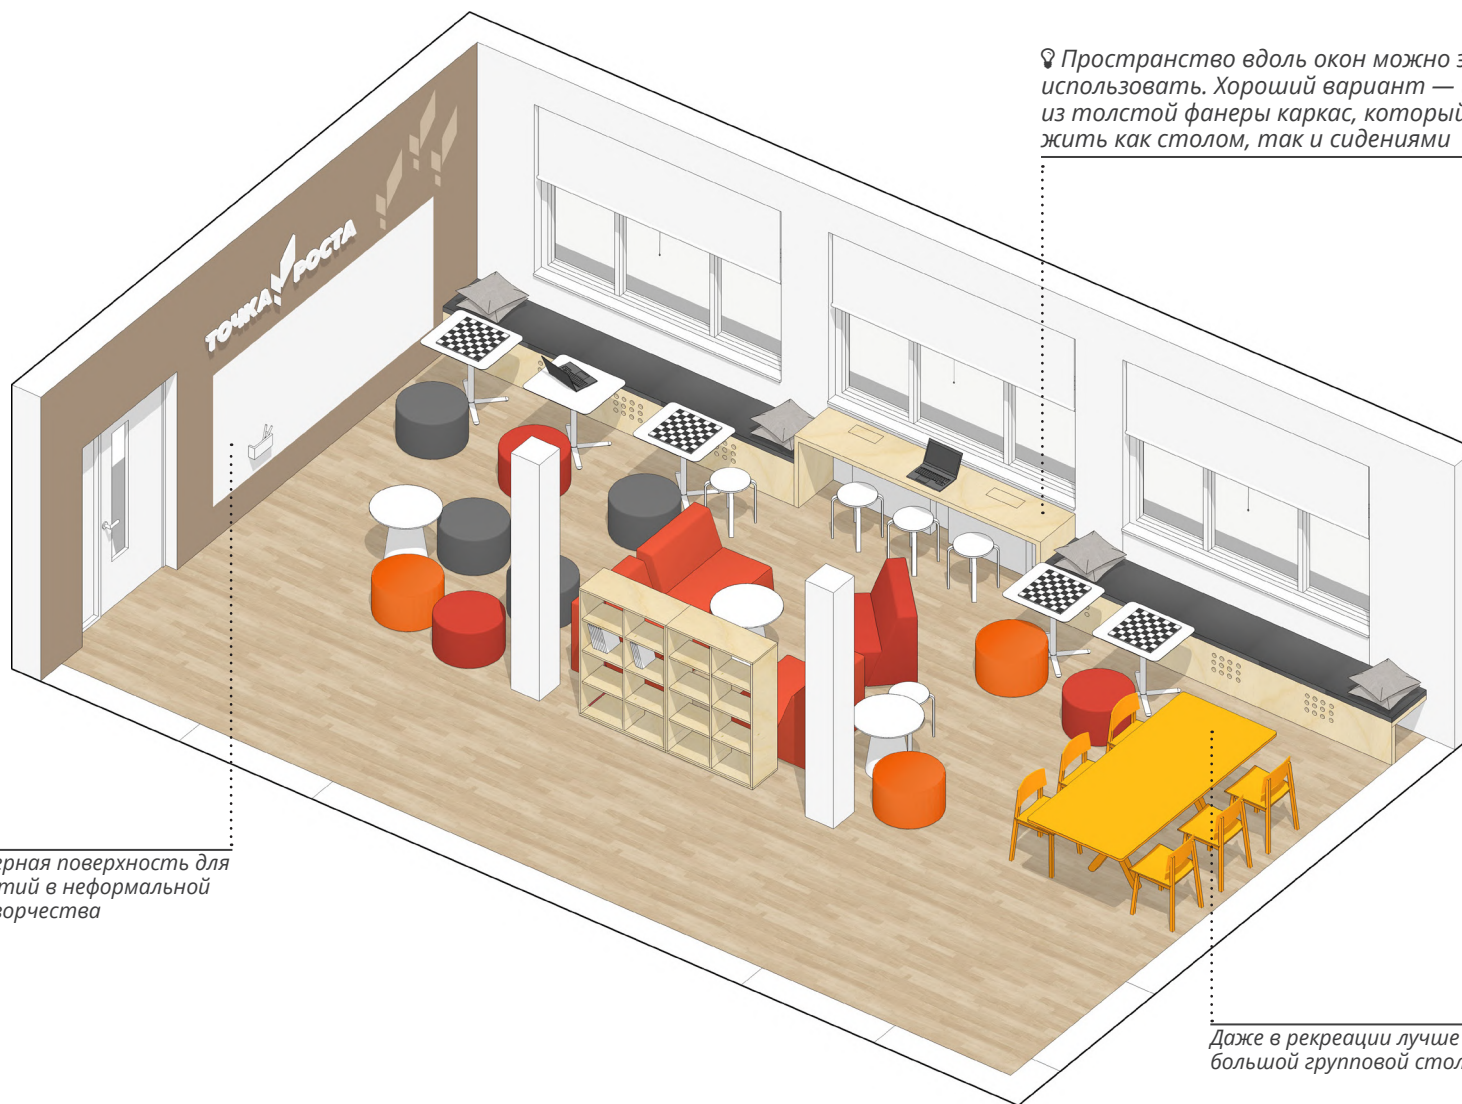 Пространство вдоль окон можно
использовать. Хороший вариант —
из толстой фанеры каркас, который
жить как столом, так и сидениями
ТОЧКА РОСТА
ерная поверхность для
тий в неформальной
ворчества
Даже в рекреации лучше
большой групповой стол